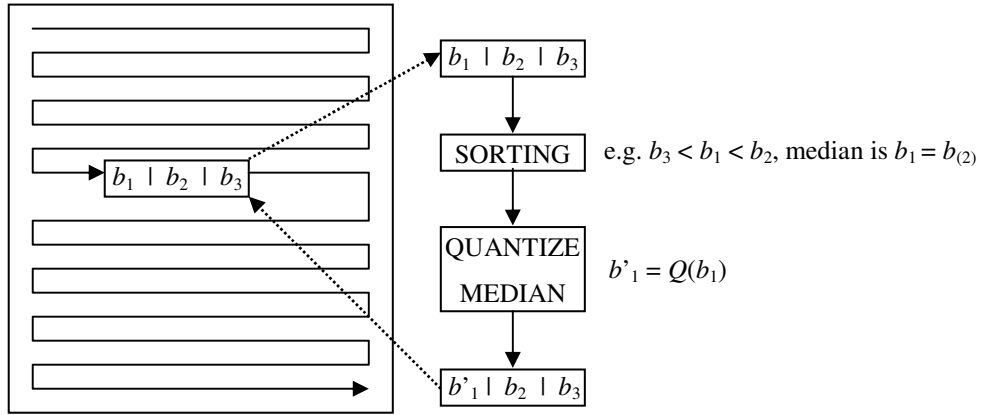 b₁ | b₂ | b₃
SORTING e.g. b₃ < b₁ < b₂, median is b₁ = b₍₂₎
b₁ | b₂ | b₃
QUANTIZE
MEDIAN
b’₁ = Q(b₁)
b’₁ | b₂ | b₃